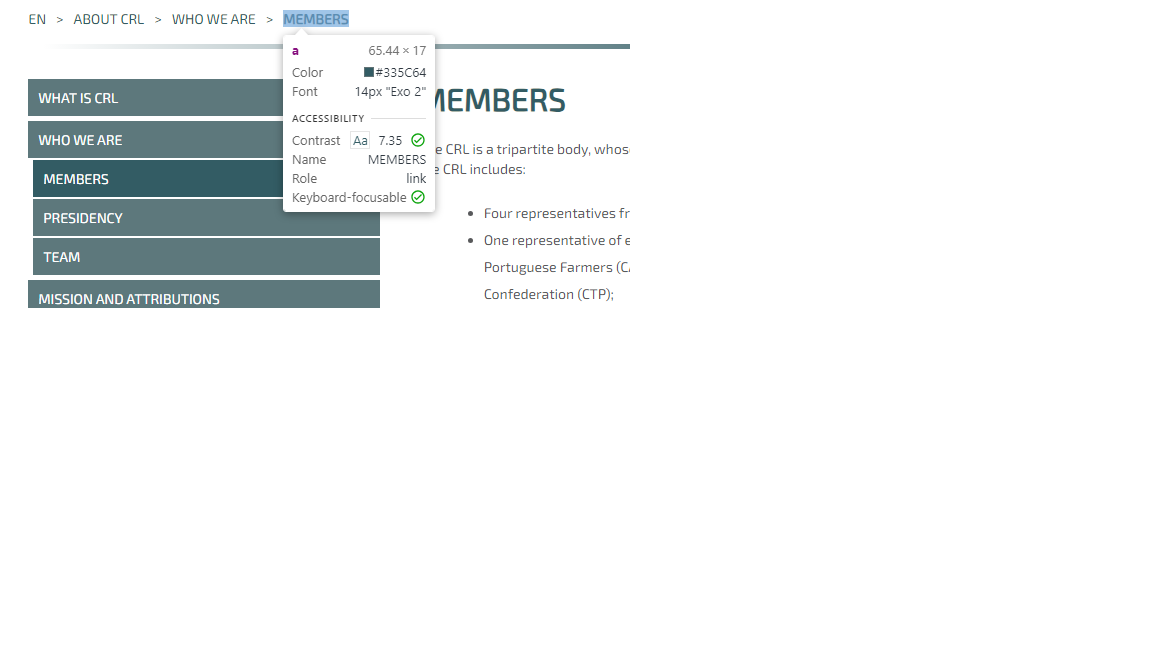 EN > ABOUT CRL > WHO WE ARE > MEMBERS
a 65.44 × 17
Color #335C64
Font 14px "Exo 2"
ACCESSIBILITY
Contrast Aa 7.35
Name MEMBERS
Role link
Keyboard-focusable
WHAT IS CRL
WHO WE ARE
MEMBERS
PRESIDENCY
TEAM
MISSION AND ATTRIBUTIONS
MEMBERS
CRL is a tripartite body,
CRL includes:
• Four representatives
• One representative of
Portuguese Farmers
Confederation (CTP);